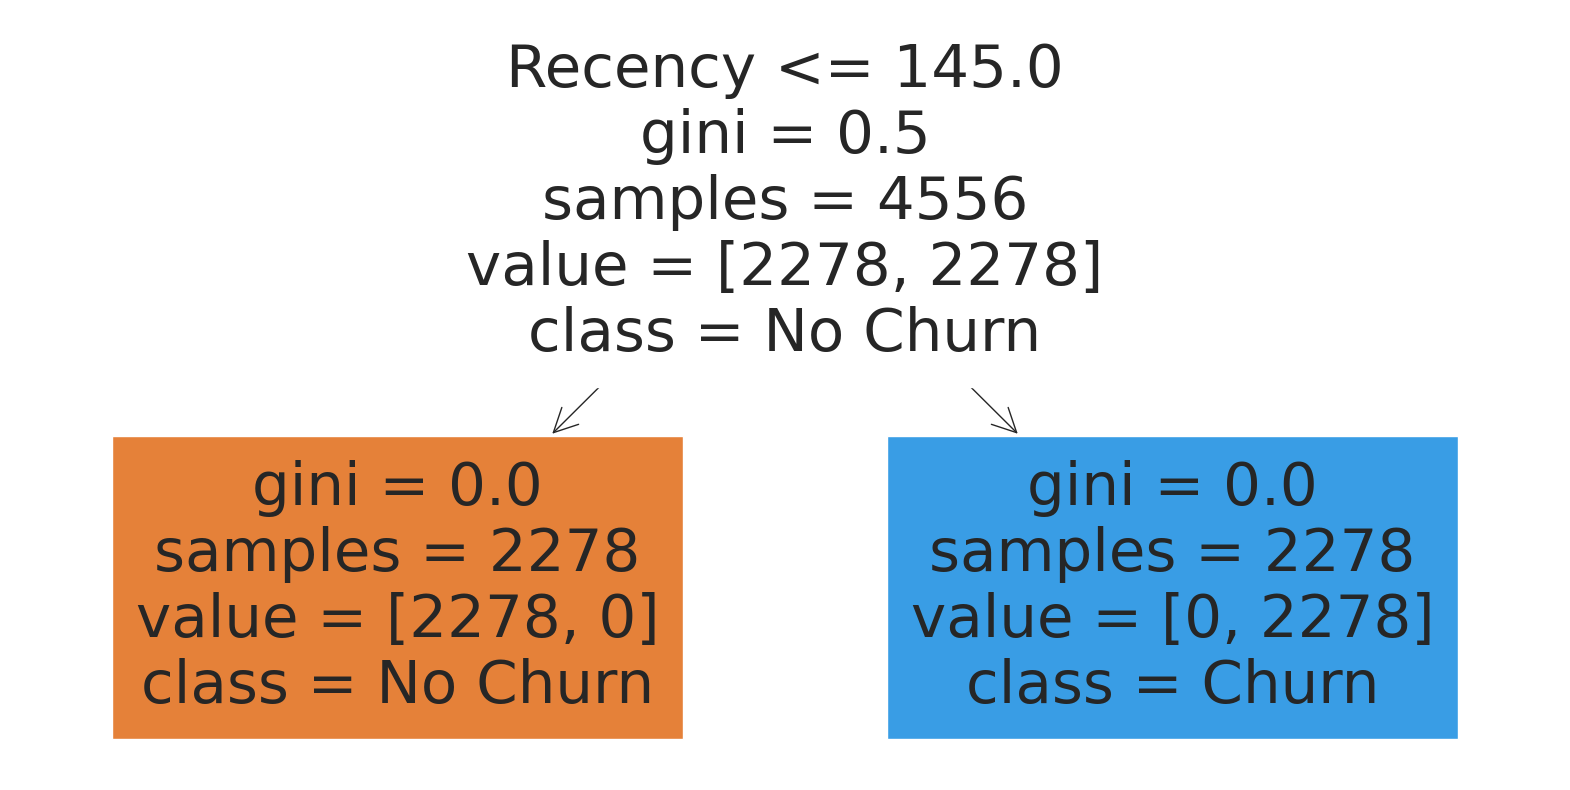 Recency <= 145.0
gini = 0.5
samples = 4556
value = [2278, 2278]
class = No Churn
gini = 0.0
samples = 2278
value = [2278, 0]
class = No Churn
gini = 0.0
samples = 2278
value = [0, 2278]
class = Churn